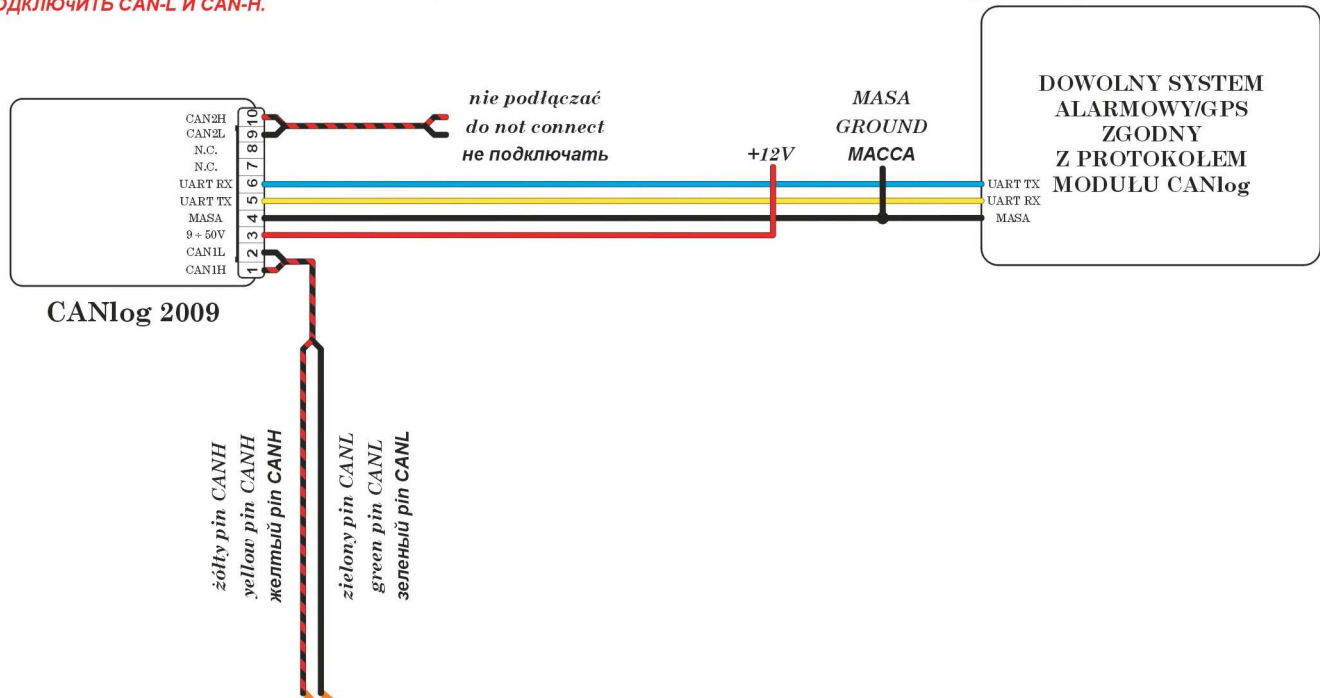 ПОДКЛЮЧИТЬ CAN-L И CAN-H.
nie podłączać
do not connect
не подключать
+12V
MASA
GROUND
МАССА
DOWOLNY SYSTEM
ALARMOWY/GPS
ZGODNY
Z PROTOKOŁEM
MODUŁU CANlog
UART TX
UART RX
MASA
CAN2H 10
CAN2L 9
N.C. 8
N.C. 7
UART RX 6
UART TX 5
MASA 4
9 ÷ 50V 3
CAN1L 2
CAN1H 1
CANlog 2009
żółty pin CANH
yellow pin CANH
желтый pin CANH
zielony pin CANL
green pin CANL
зеленый pin CANL